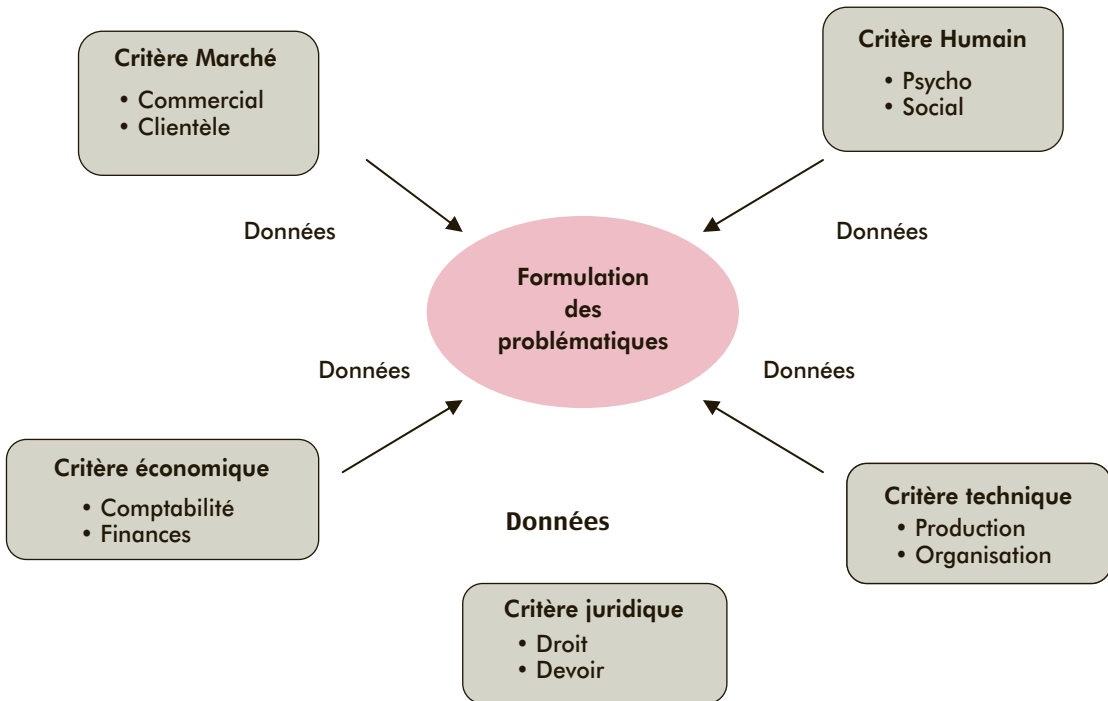 Critère Marché
• Commercial
• Clientèle
Critère Humain
• Psycho
• Social
Données
Données
Formulation
des
problématiques
Données
Données
Critère économique
• Comptabilité
• Finances
Données
Critère technique
• Production
• Organisation
Critère juridique
• Droit
• Devoir